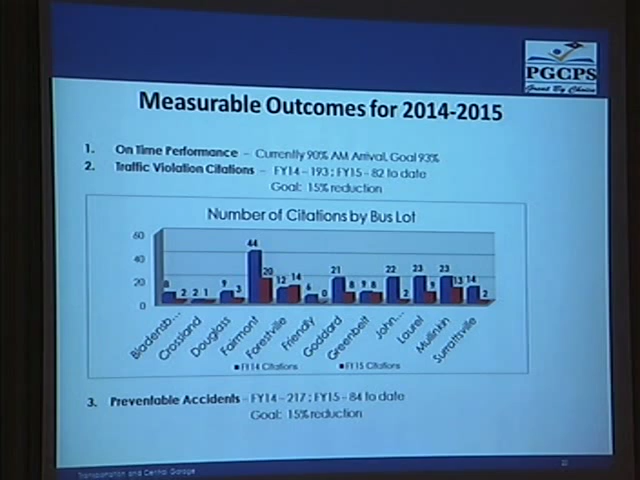 PGCPS
Great By Choice
Measurable Outcomes for 2014-2015
1. On Time Performance – Currently 90% AM Arrival, Goal 93%
2. Traffic Violation Citations – FY14 – 193 ; FY15 – 82 to date
Goal: 15% reduction
Number of Citations by Bus Lot
60
40
20
0
8 2 2 1 9 3 44 20 12 14 6 0 21 8 9 8 22 2 23 9 23 13 14 2
Bladensb...
Crossland
Douglass
Fairmont
Forestville
Friendly
Goddard
Greenbelt
John...
Laurel
Mullikin
Surrattsville
FY14 Citations FY15 Citations
3. Preventable Accidents – FY14 – 217 ; FY15 – 84 to date
Goal: 15% reduction
Transportation and Central Garage